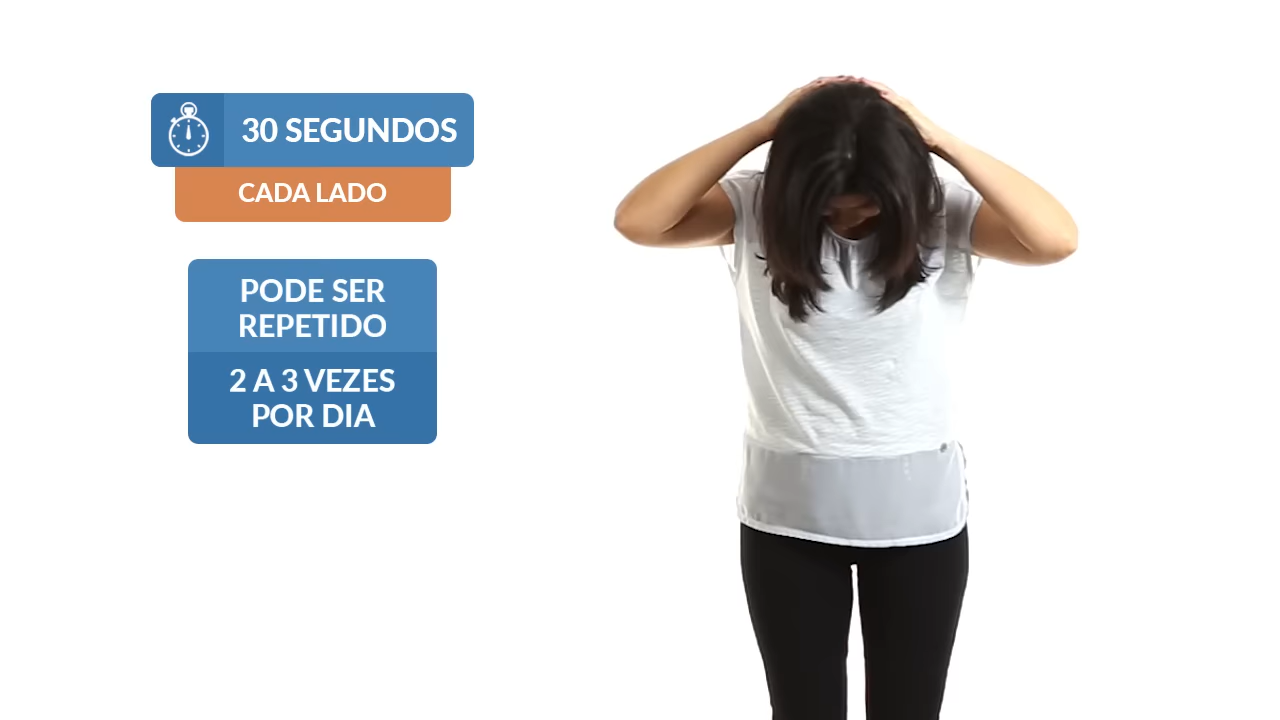 30 SEGUNDOS
CADA LADO
PODE SER
REPETIDO
2 A 3 VEZES
POR DIA